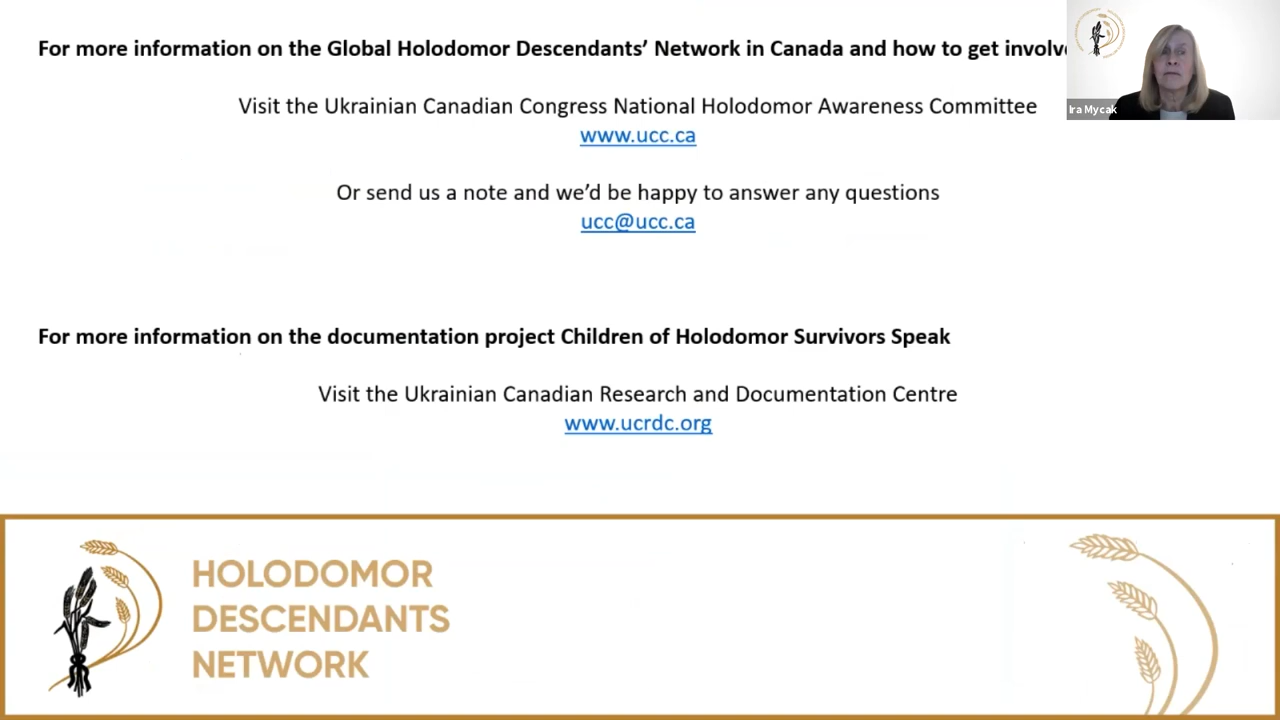 For more information on the Global Holodomor Descendants’ Network in Canada and how to get involv
Ira Mycak
Visit the Ukrainian Canadian Congress National Holodomor Awareness Committee
www.ucc.ca
Or send us a note and we’d be happy to answer any questions
ucc@ucc.ca
For more information on the documentation project Children of Holodomor Survivors Speak
Visit the Ukrainian Canadian Research and Documentation Centre
www.ucrdc.org
HOLODOMOR
DESCENDANTS
NETWORK